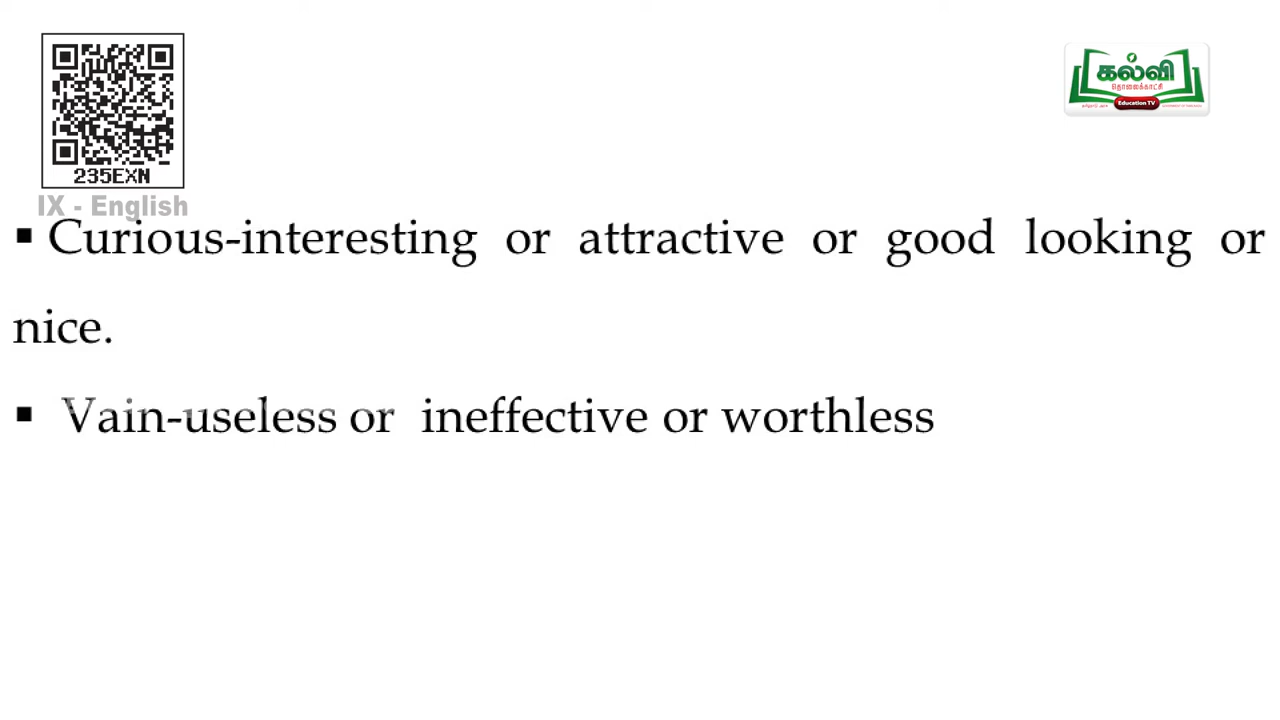 கல்வி
தொலைக்காட்சி
Education TV
235EXN
IX - English
▪ Curious-interesting or attractive or good looking or
nice.
▪ Vain-useless or ineffective or worthless